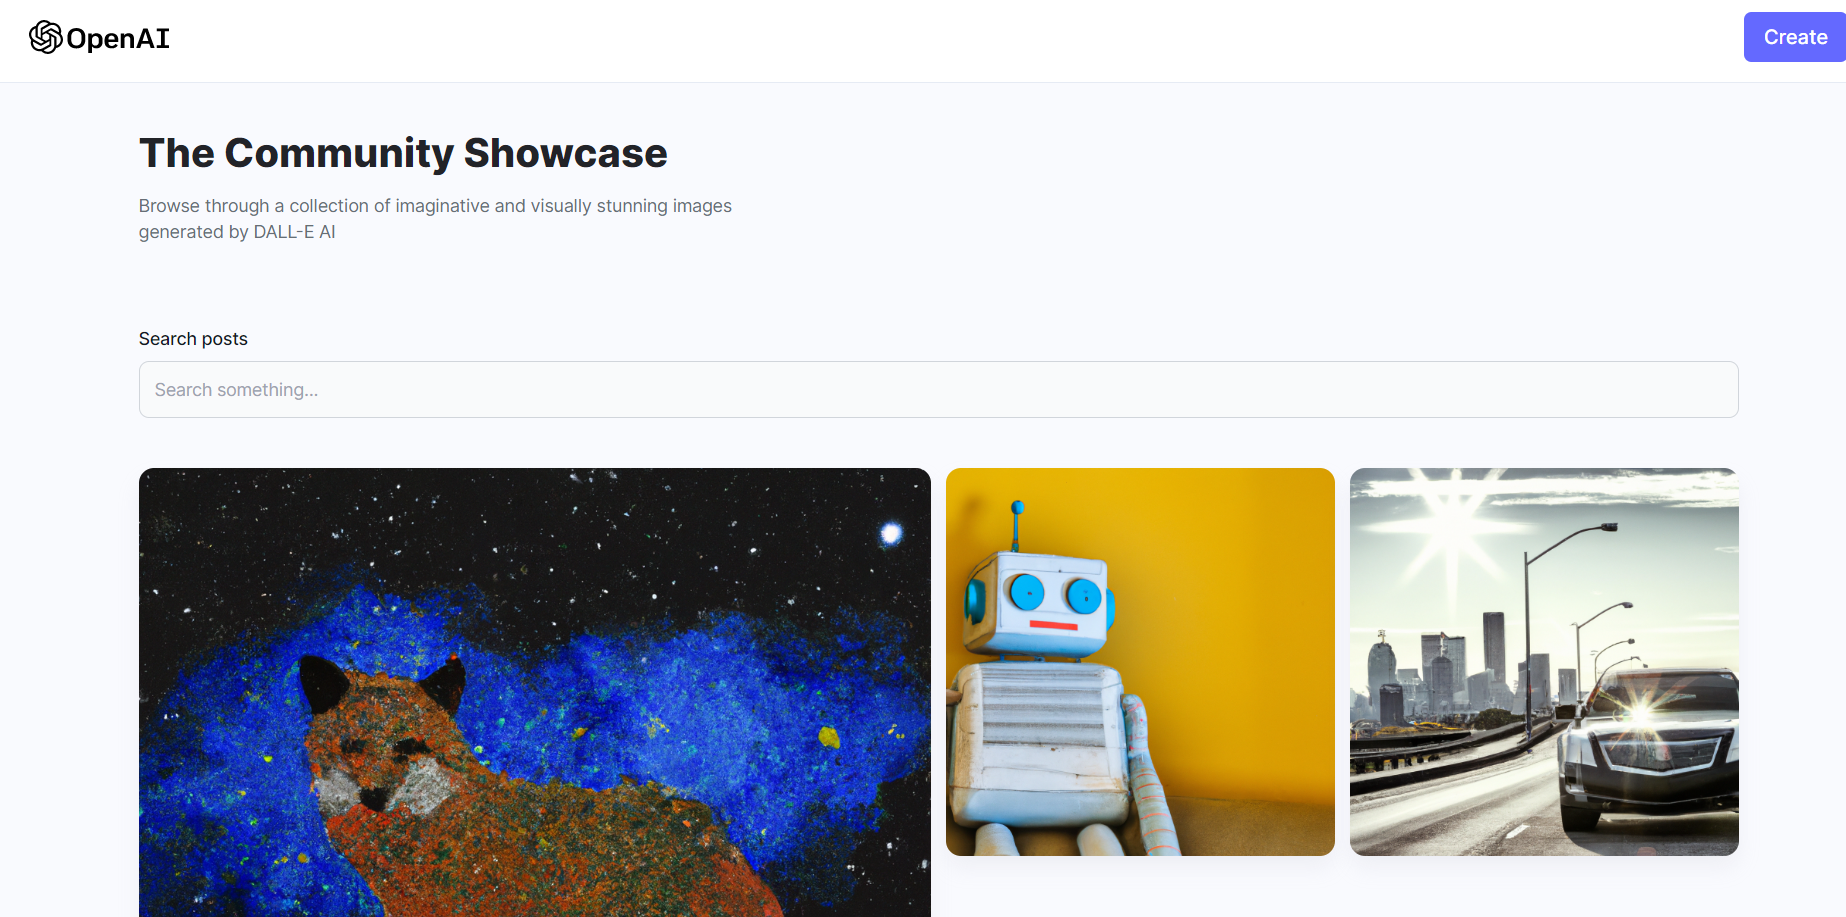 OpenAI
Create
The Community Showcase
Browse through a collection of imaginative and visually stunning images
generated by DALL-E AI
Search posts
Search something...